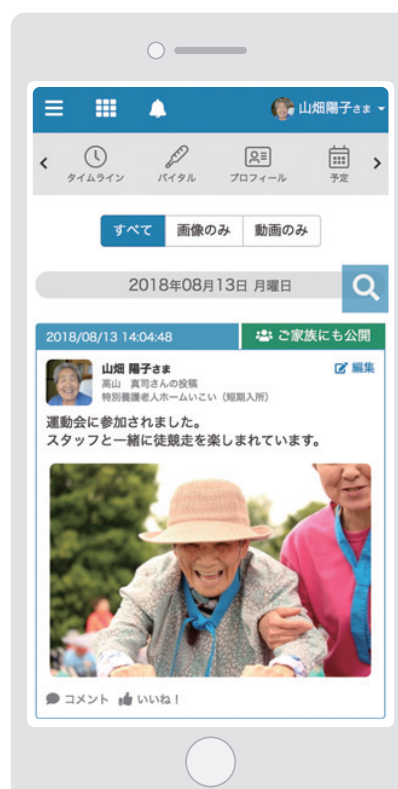 山畑陽子さま
タイムライン バイタル プロフィール 予定
すべて 画像のみ 動画のみ
2018年08月13日 月曜日
2018/08/13 14:04:48 ご家族にも公開
山畑 陽子さま 編集
高山 真司さんの投稿
特別養護老人ホームいこい（短期入所）
運動会に参加されました。
スタッフと一緒に徒競走を楽しまれています。
コメント いいね！